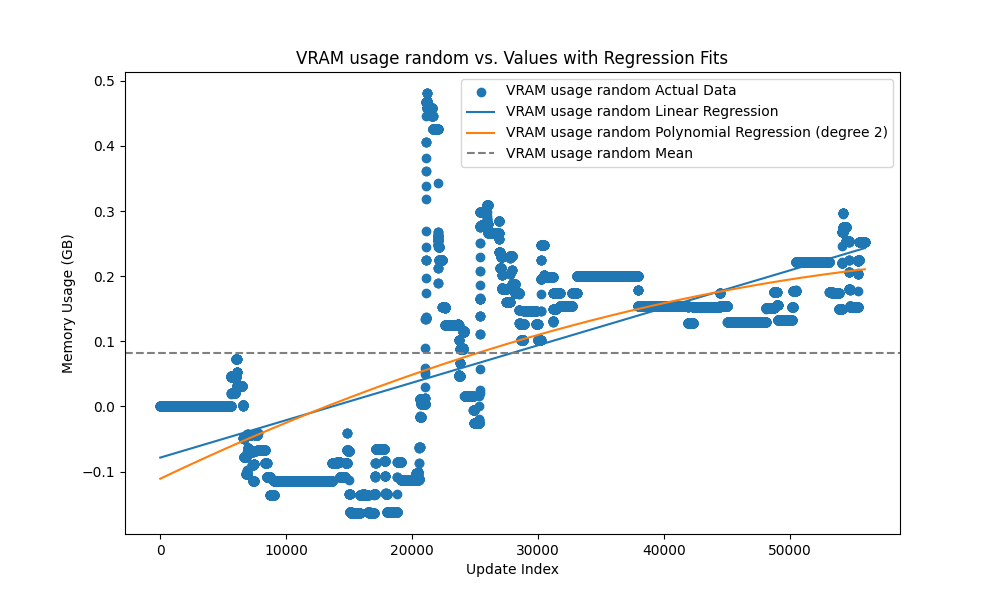 VRAM usage random vs. Values with Regression Fits
VRAM usage random Actual Data
VRAM usage random Linear Regression
VRAM usage random Polynomial Regression (degree 2)
VRAM usage random Mean
0.5
0.4
0.3
0.2
0.1
0.0
−0.1
Memory Usage (GB)
0 10000 20000 30000 40000 50000
Update Index